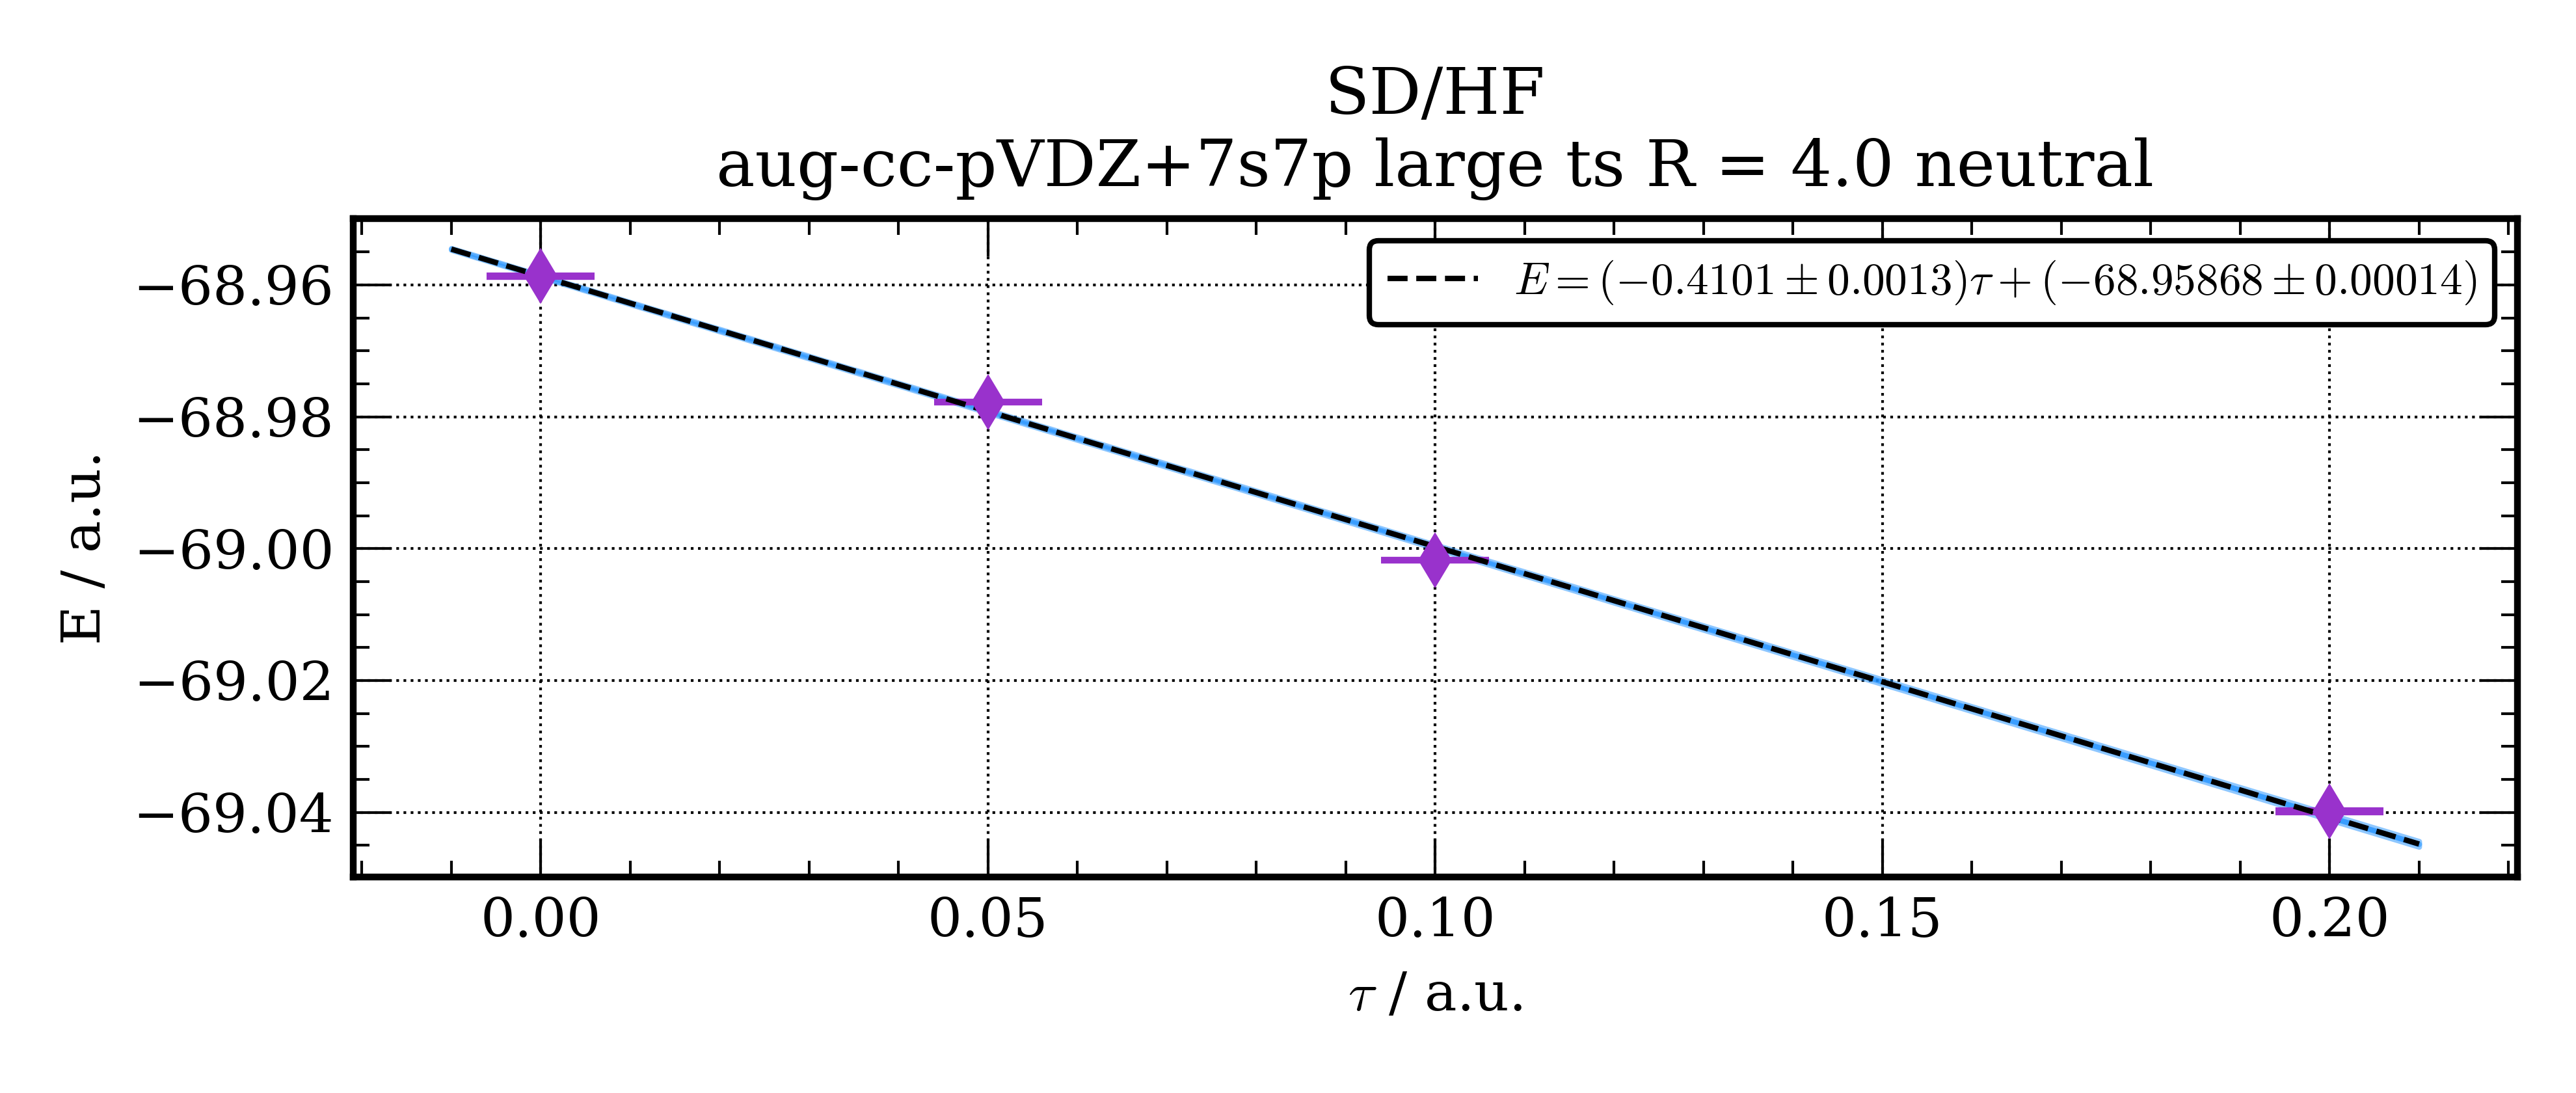 SD/HF
aug-cc-pVDZ+7s7p large ts R = 4.0 neutral
E = (−0.4101 ± 0.0013)τ + (−68.95868 ± 0.00014)
E / a.u.
−68.96
−68.98
−69.00
−69.02
−69.04
0.00 0.05 0.10 0.15 0.20
τ / a.u.